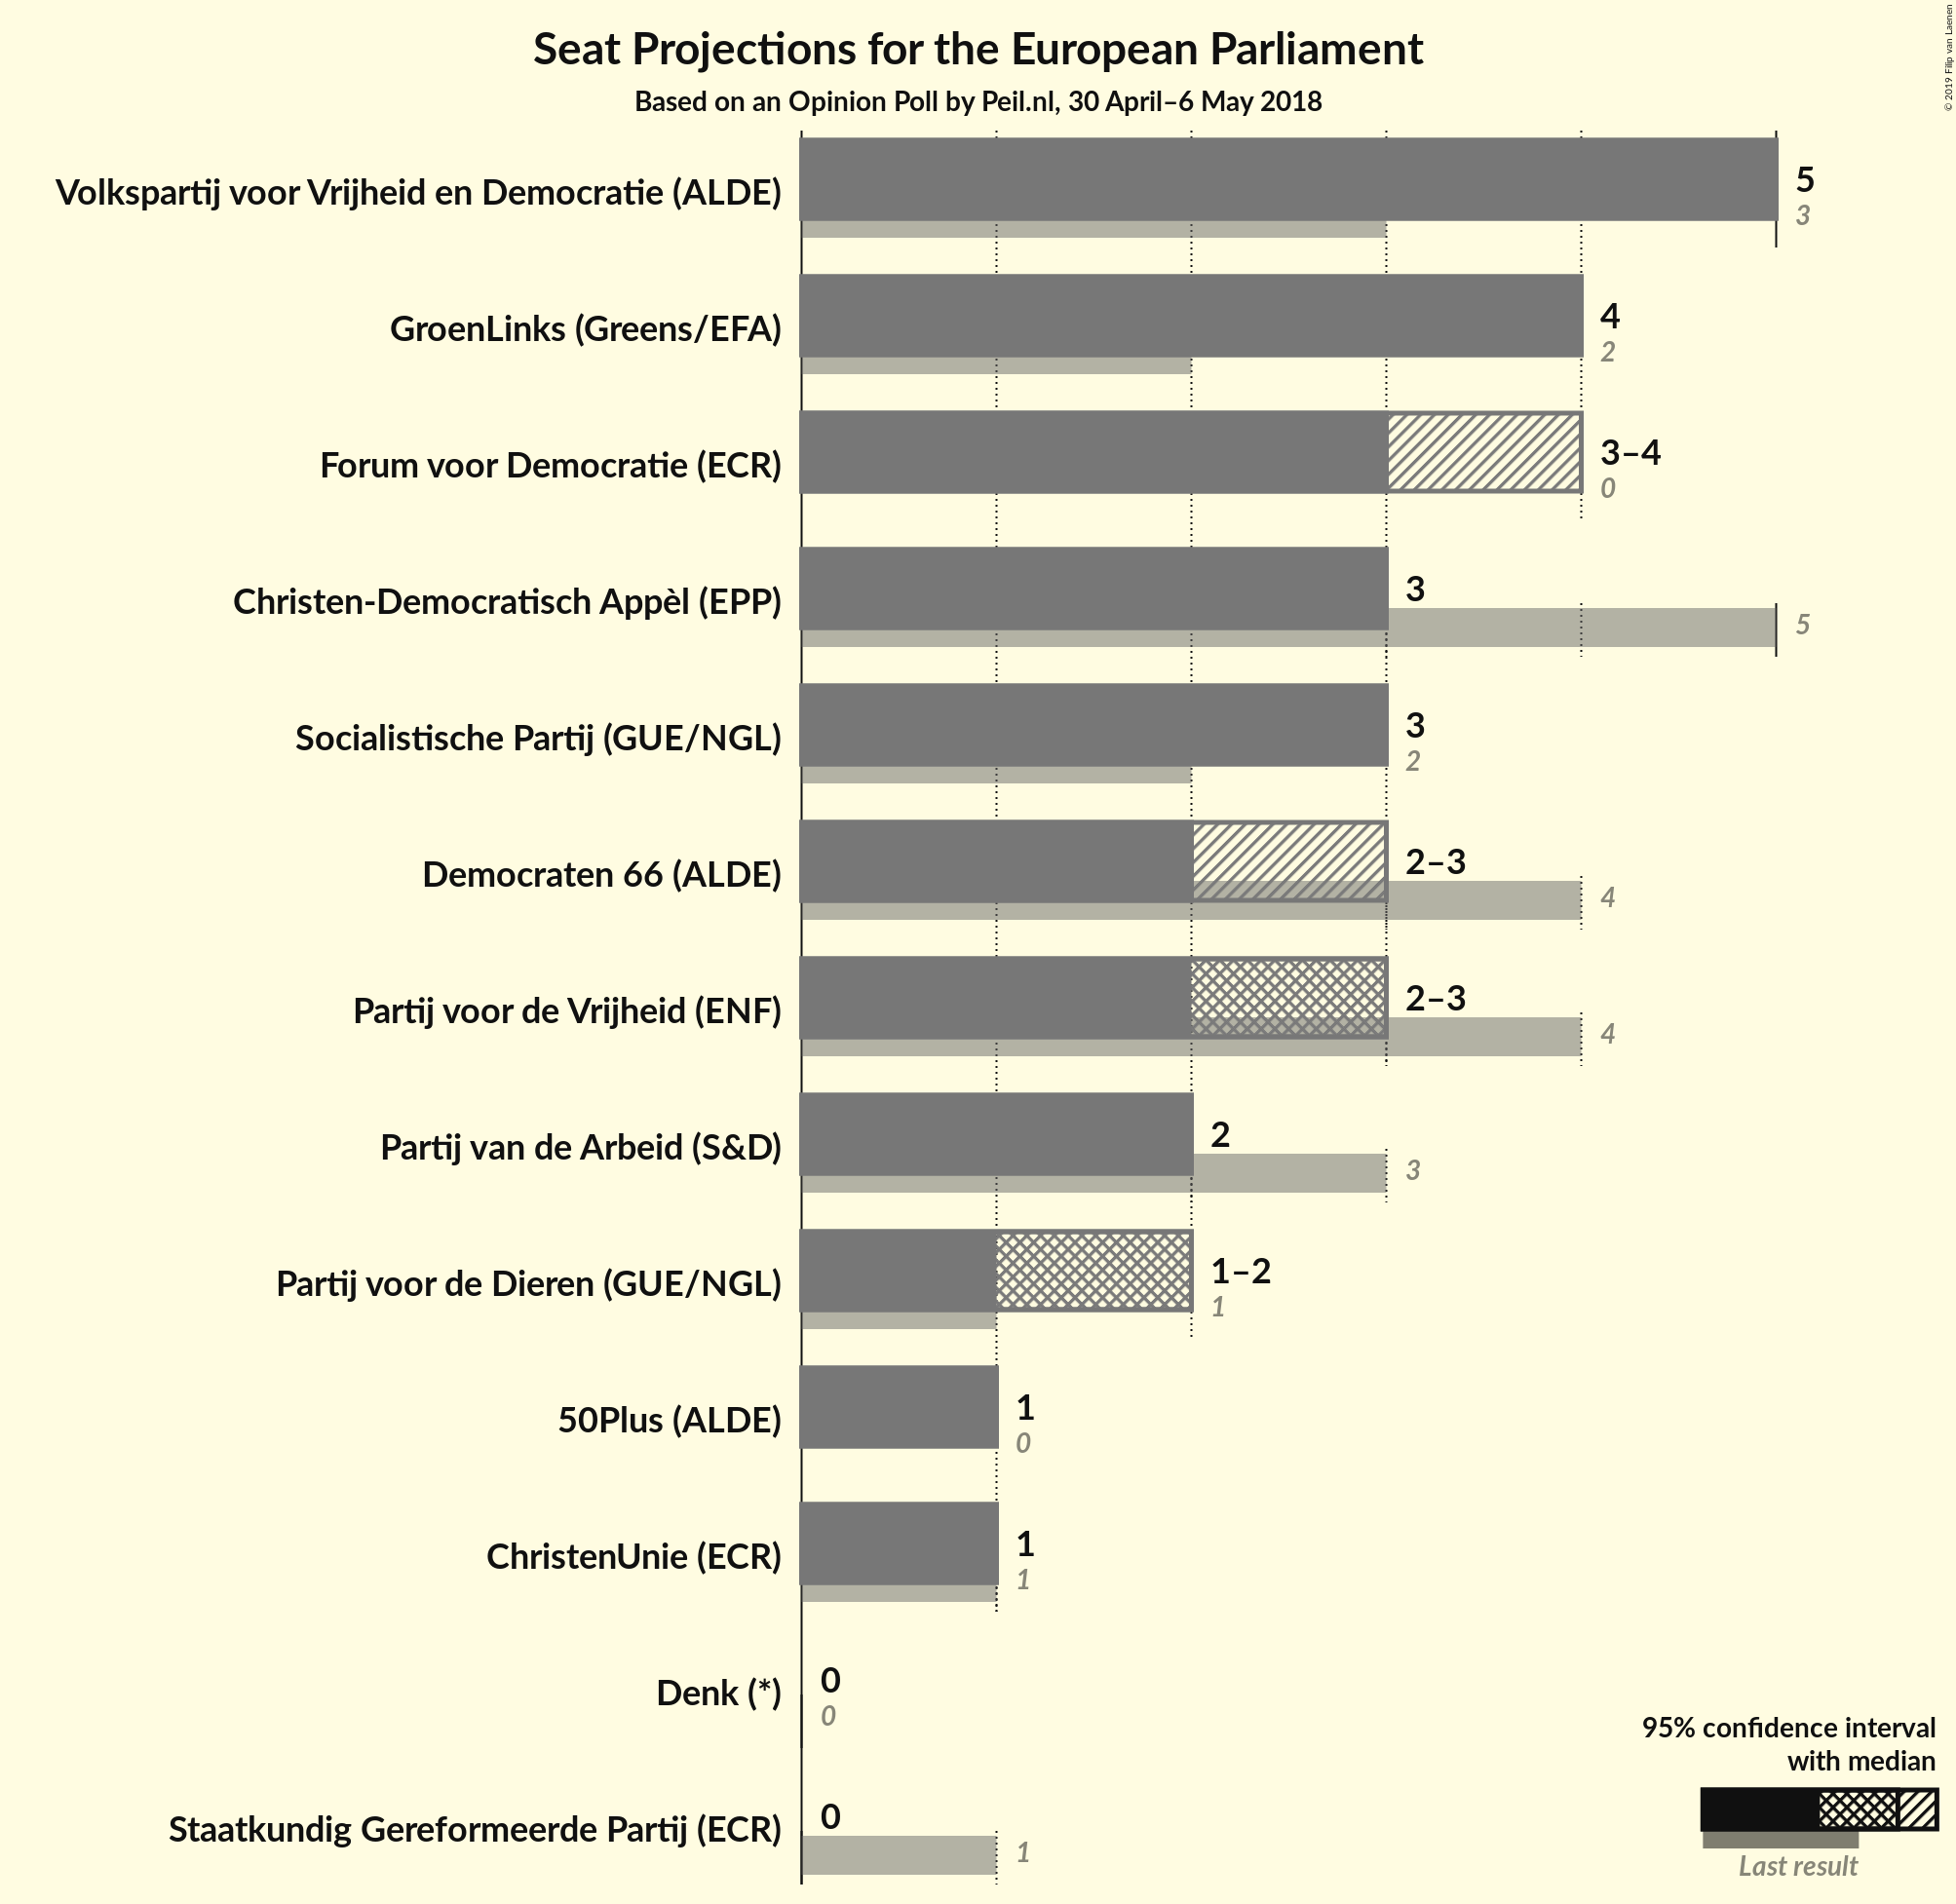 Seat Projections for the European Parliament
Based on an Opinion Poll by Peil.nl, 30 April–6 May 2018
© 2019 Filip van Laenen
Volkspartij voor Vrijheid en Democratie (ALDE)
5
3
GroenLinks (Greens/EFA)
4
2
Forum voor Democratie (ECR)
3–4
0
Christen-Democratisch Appèl (EPP)
3
5
Socialistische Partij (GUE/NGL)
3
2
Democraten 66 (ALDE)
2–3
4
Partij voor de Vrijheid (ENF)
2–3
4
Partij van de Arbeid (S&D)
2
3
Partij voor de Dieren (GUE/NGL)
1–2
1
50Plus (ALDE)
1
0
ChristenUnie (ECR)
1
1
Denk (*)
0
0
Staatkundig Gereformeerde Partij (ECR)
0
1
95% confidence interval
with median
Last result